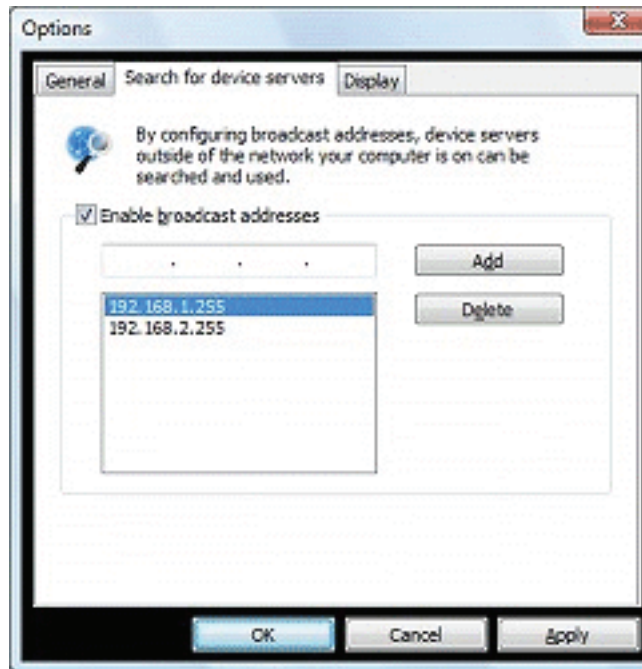 Options
General Search for device servers Display
By configuring broadcast addresses, device servers
outside of the network your computer is on can be
searched and used.
Enable broadcast addresses
. . .
Add
192.168.1.255
Delete
192.168.2.255
OK Cancel Apply